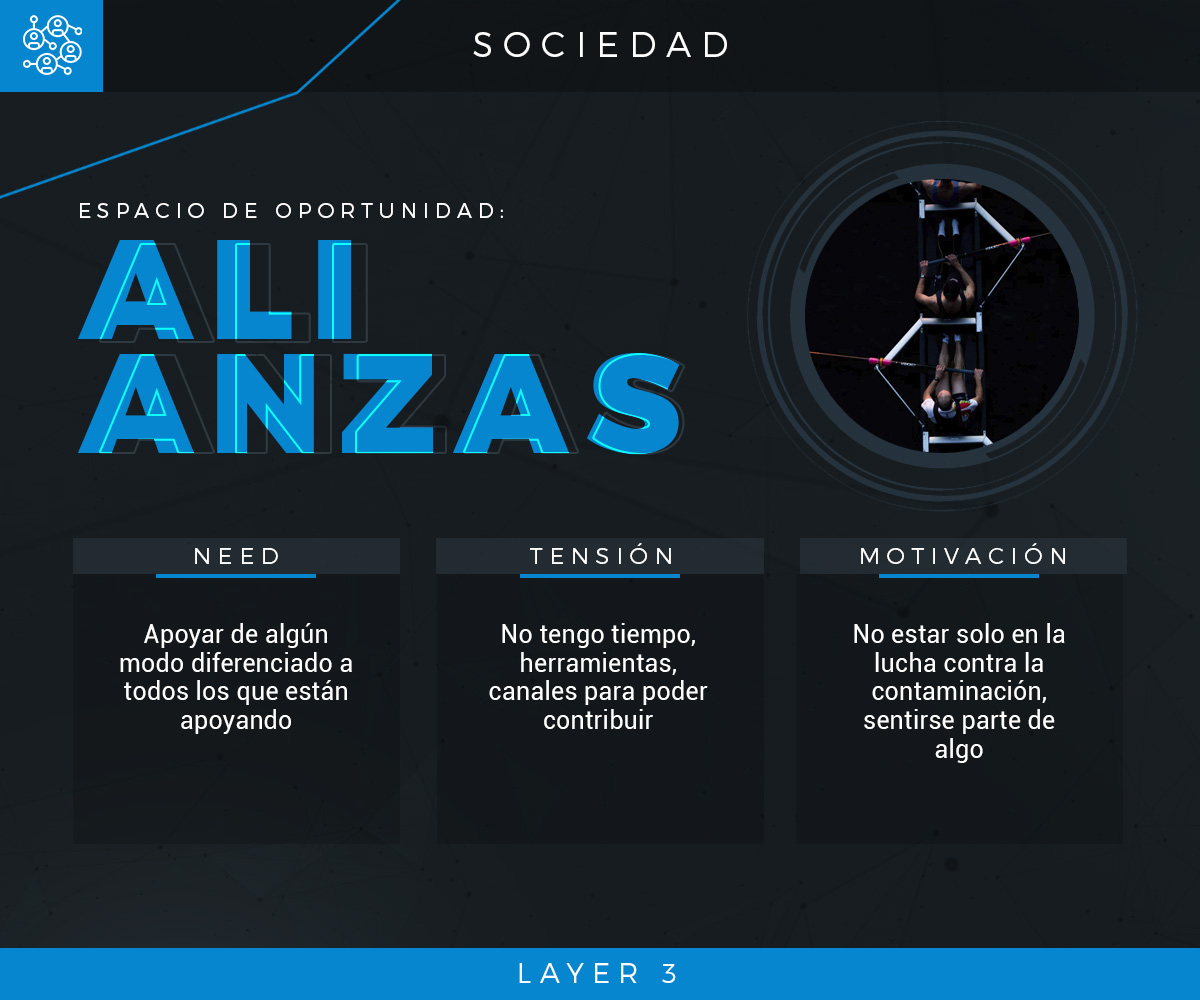 SOCIEDAD
ESPACIO DE OPORTUNIDAD:
ALI
ANZAS
NEED
Apoyar de algún
modo diferenciado a
todos los que están
apoyando
TENSIÓN
No tengo tiempo,
herramientas,
canales para poder
contribuir
MOTIVACIÓN
No estar solo en la
lucha contra la
contaminación,
sentirse parte de
algo
LAYER 3